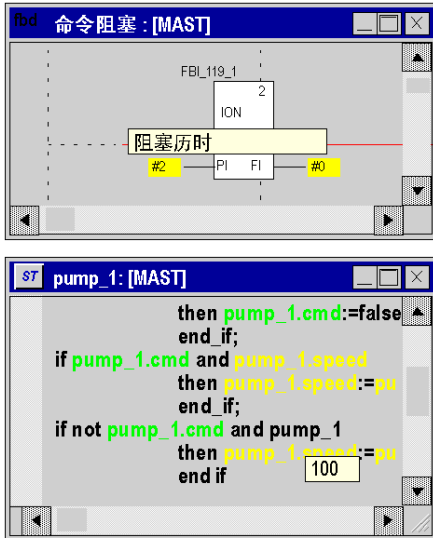 fbd 命令阻塞 : [MAST]
FBI_119_1
2
ION
阻塞历时
#2 PI FI #0
ST pump_1: [MAST]
then pump_1.cmd:=false
end_if;
if pump_1.cmd and pump_1.speed
then pump_1.speed:=pu
end_if;
if not pump_1.cmd and pump_1
then pump_1.speed:=pu
100
end if